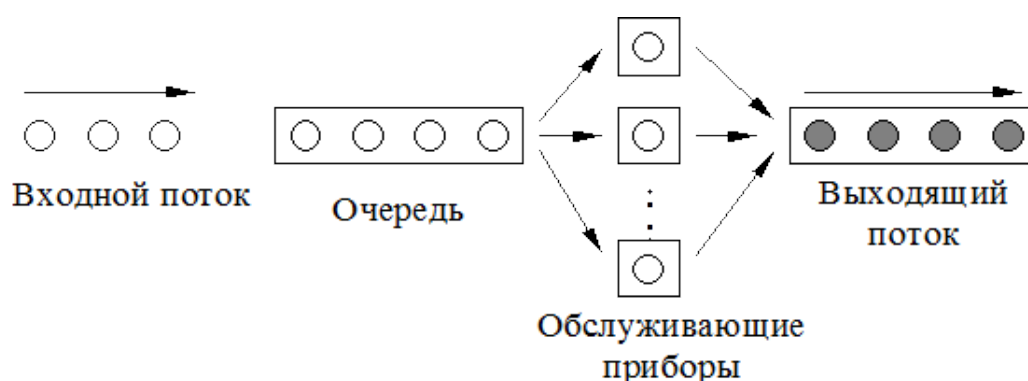 Входной поток
Очередь
Обслуживающие
приборы
Выходящий
поток